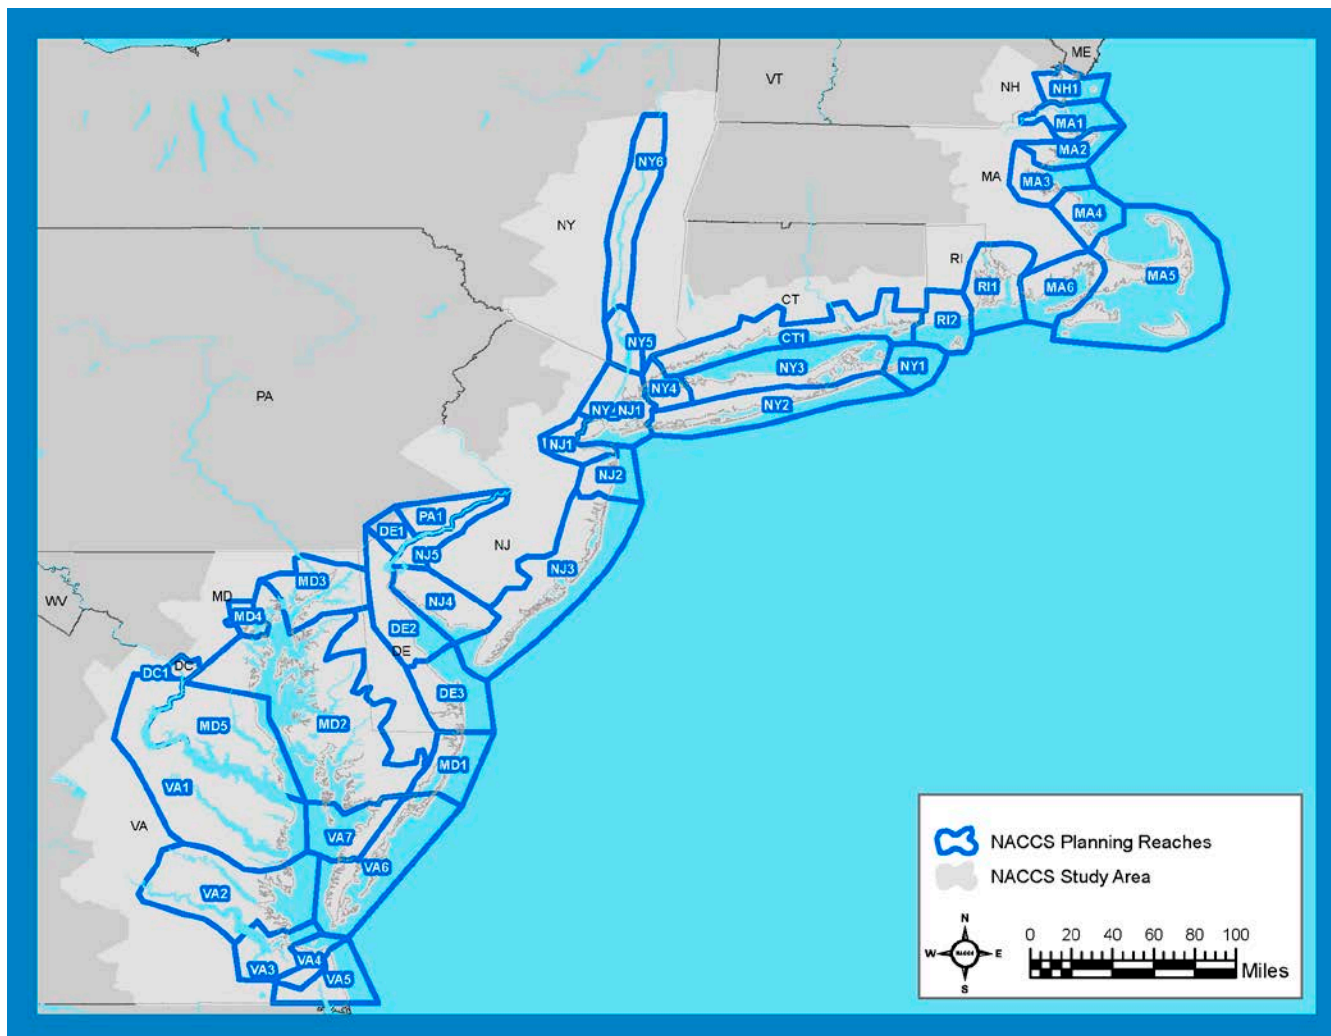 ME
VT
NH
NH1
MA1
MA2
NY6
MA
MA3
MA4
NY
RI
MA5
RI1
MA6
CT
RI2
CT1
NY5
NY3
NY1
NY4
PA
NY_NJ1
NY2
NJ1
NJ2
PA1
DE1
NJ
NJ5
NJ3
MD3
MD
WV
NJ4
MD4
DE2
DE
DC
DC1
DE3
MD5
MD2
MD1
VA1
VA
VA7
VA6
VA2
VA4
VA3
VA5
NACCS Planning Reaches
NACCS Study Area
N
W
NACCS
E
S
0 20 40 60 80 100
Miles